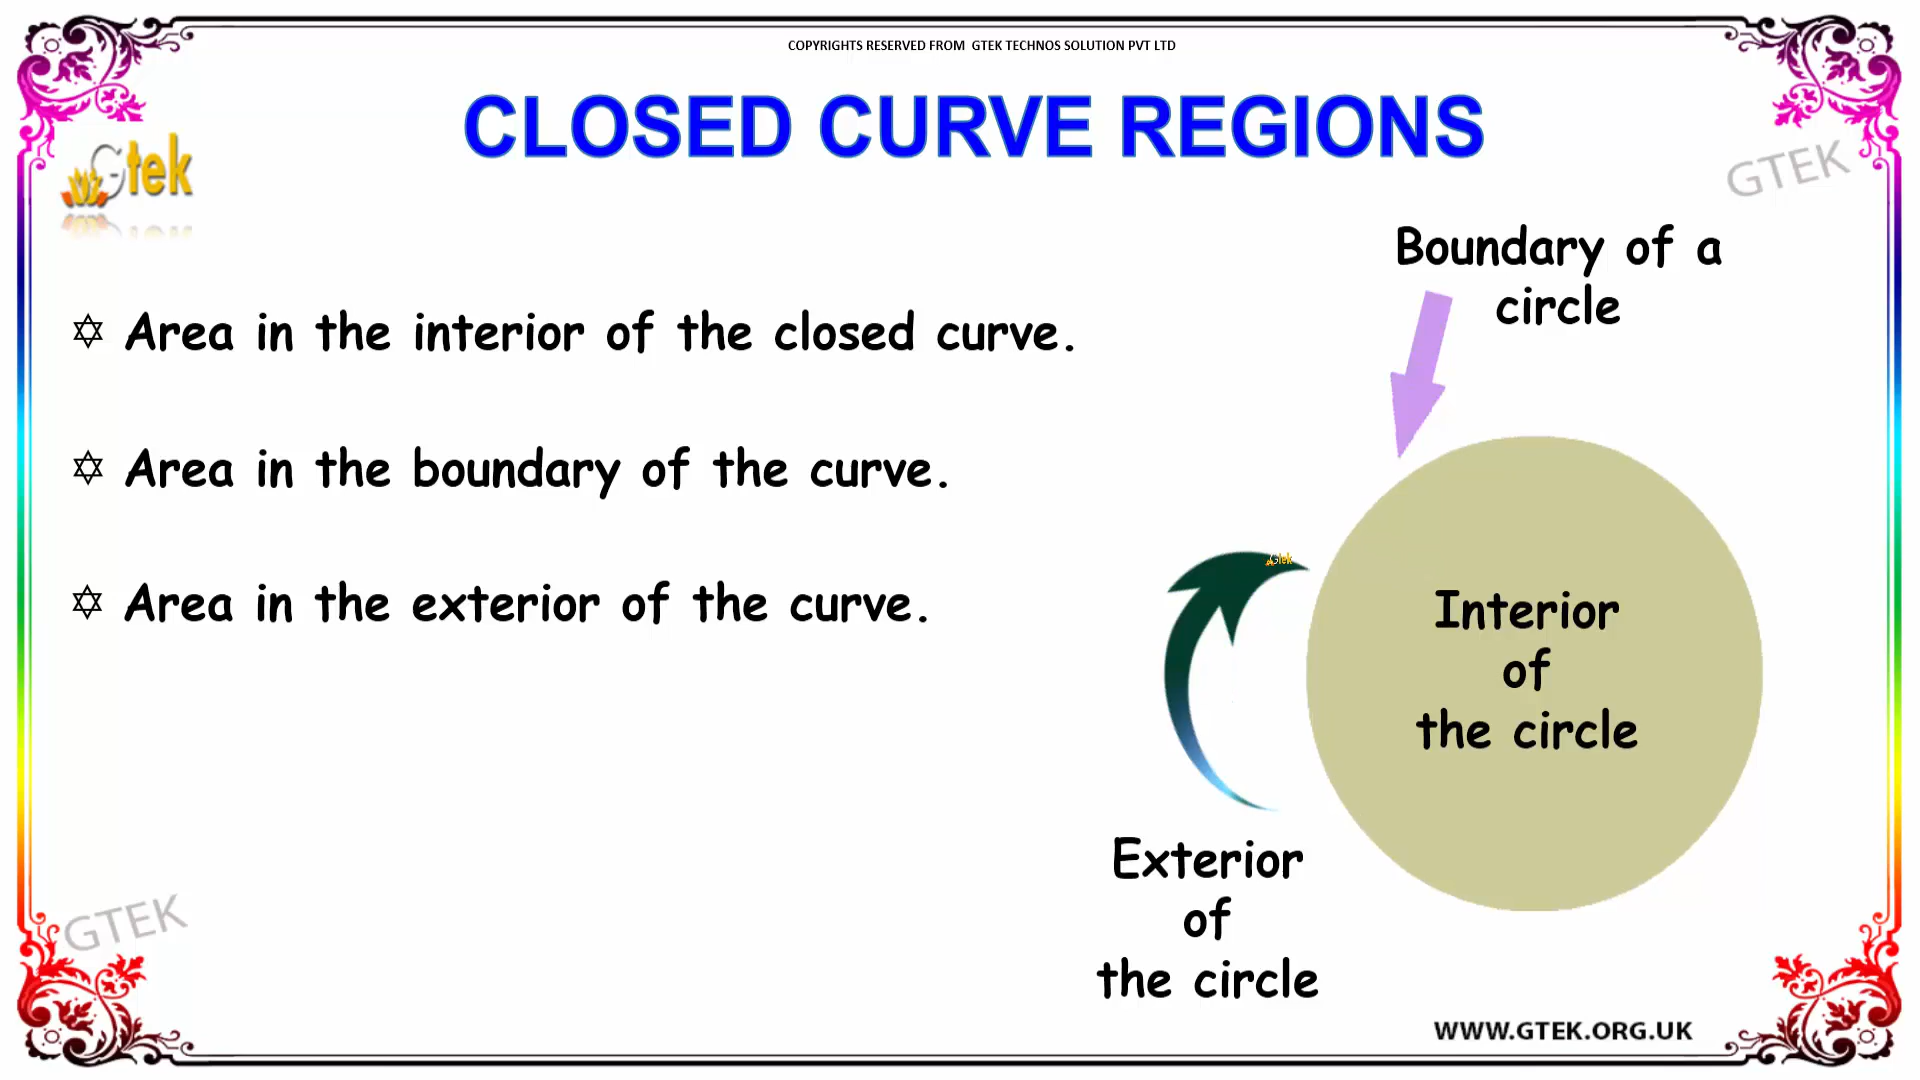 COPYRIGHTS RESERVED FROM GTEK TECHNOS SOLUTION PVT LTD
CLOSED CURVE REGIONS
Gtek
GTEK
Boundary of a
circle
Area in the interior of the closed curve.
Area in the boundary of the curve.
Area in the exterior of the curve.
Gtek
Interior
of
the circle
Exterior
of
the circle
GTEK
WWW.GTEK.ORG.UK